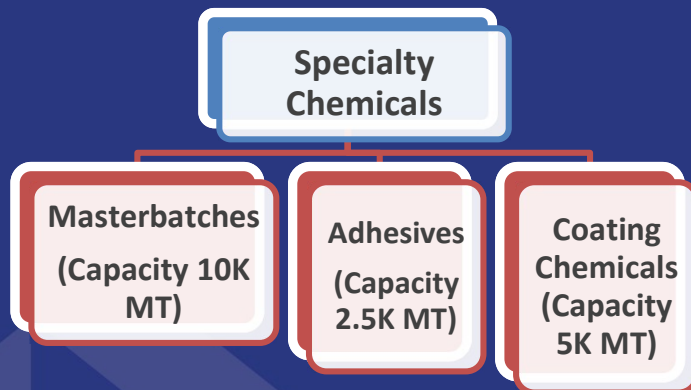 Specialty
Chemicals
Masterbatches
(Capacity 10K
MT)
Adhesives
(Capacity
2.5K MT)
Coating
Chemicals
(Capacity
5K MT)